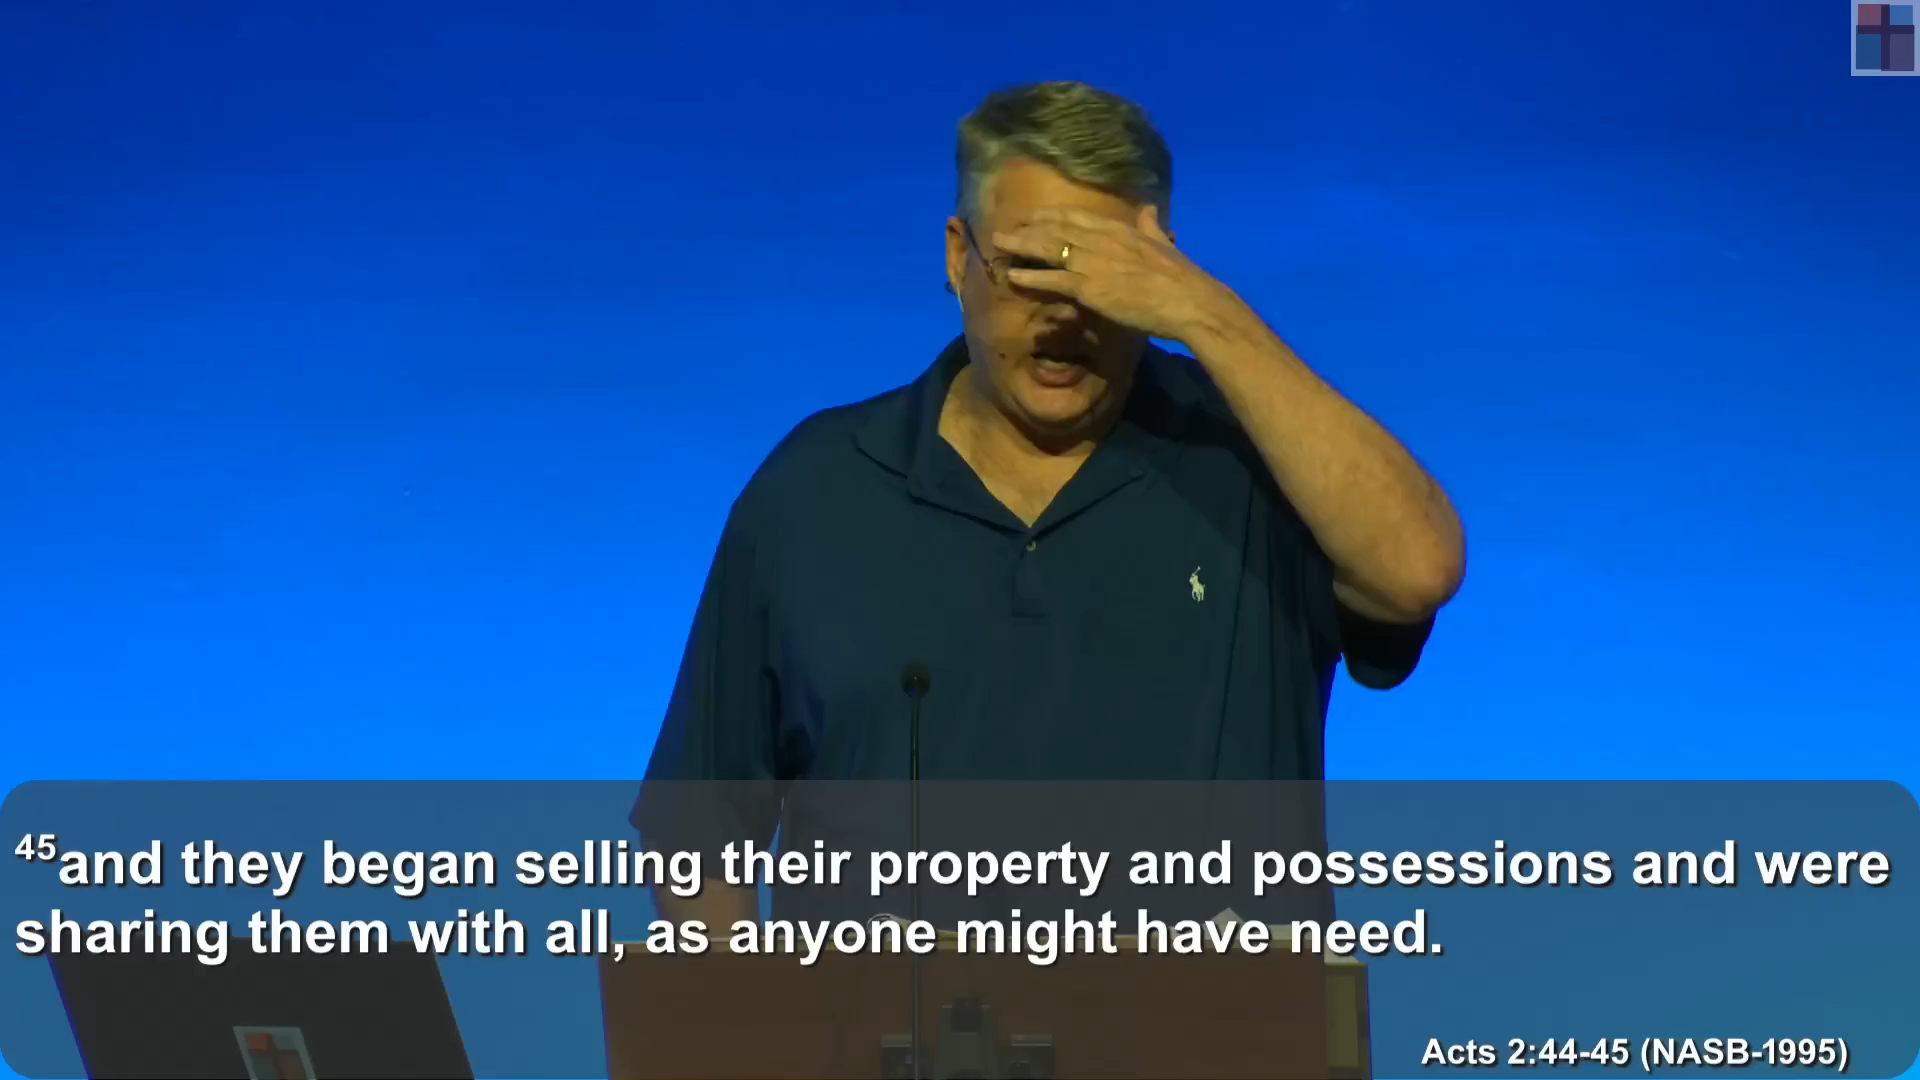 45and they began selling their property and possessions and were
sharing them with all, as anyone might have need.
Acts 2:44-45 (NASB-1995)